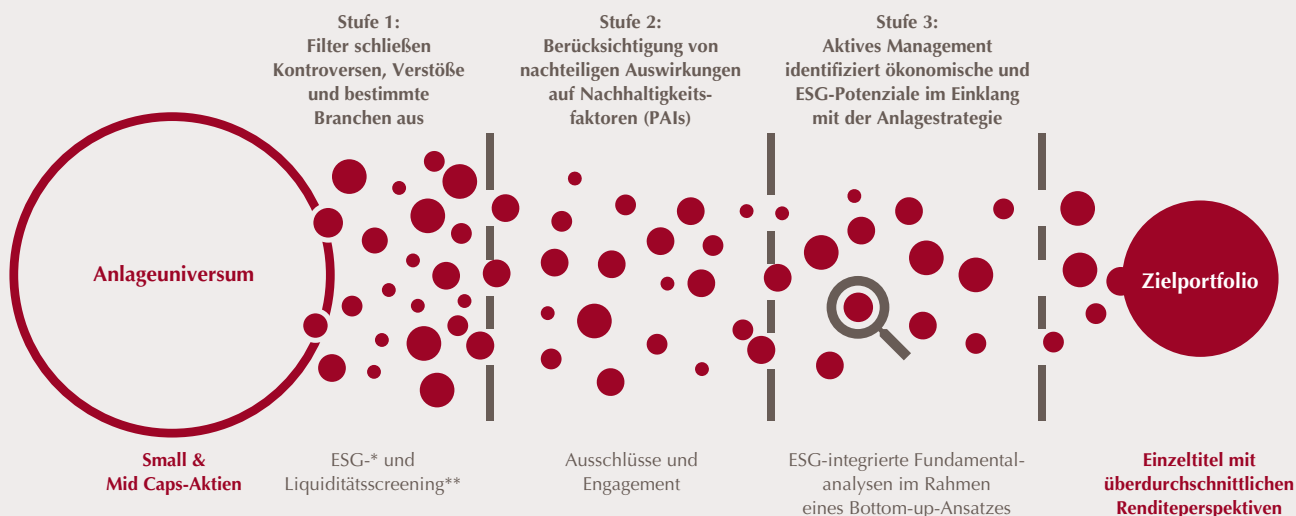 Stufe 1:
Filter schließen
Kontroversen, Verstöße
und bestimmte
Branchen aus
Stufe 2:
Berücksichtigung von
nachteiligen Auswirkungen
auf Nachhaltigkeits-
faktoren (PAIs)
Stufe 3:
Aktives Management
identifiziert ökonomische und
ESG-Potenziale im Einklang
mit der Anlagestrategie
Anlageuniversum
Zielportfolio
Small &
Mid Caps-Aktien
ESG-* und
Liquiditätsscreening**
Ausschlüsse und
Engagement
ESG-integrierte Fundamental-
analysen im Rahmen
eines Bottom-up-Ansatzes
Einzeltitel mit
überdurchschnittlichen
Renditeperspektiven